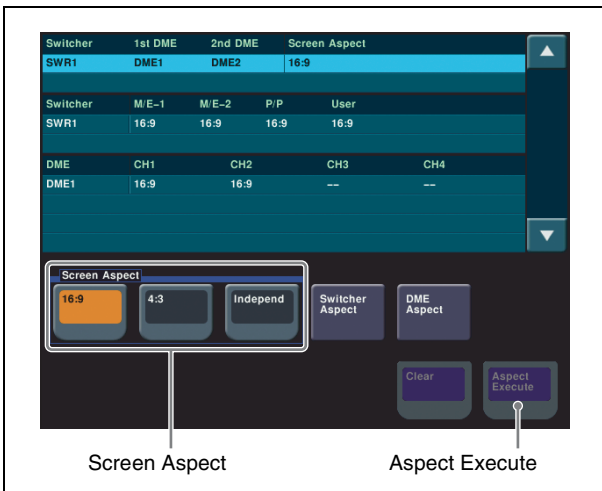 Switcher 1st DME 2nd DME Screen Aspect
SWR1 DME1 DME2 16:9
Switcher M/E-1 M/E-2 P/P User
SWR1 16:9 16:9 16:9 16:9
DME CH1 CH2 CH3 CH4
DME1 16:9 16:9 -- --
Screen Aspect
16:9 4:3 Independ Switcher DME
Aspect Aspect
Clear Aspect
Execute
Screen Aspect Aspect Execute